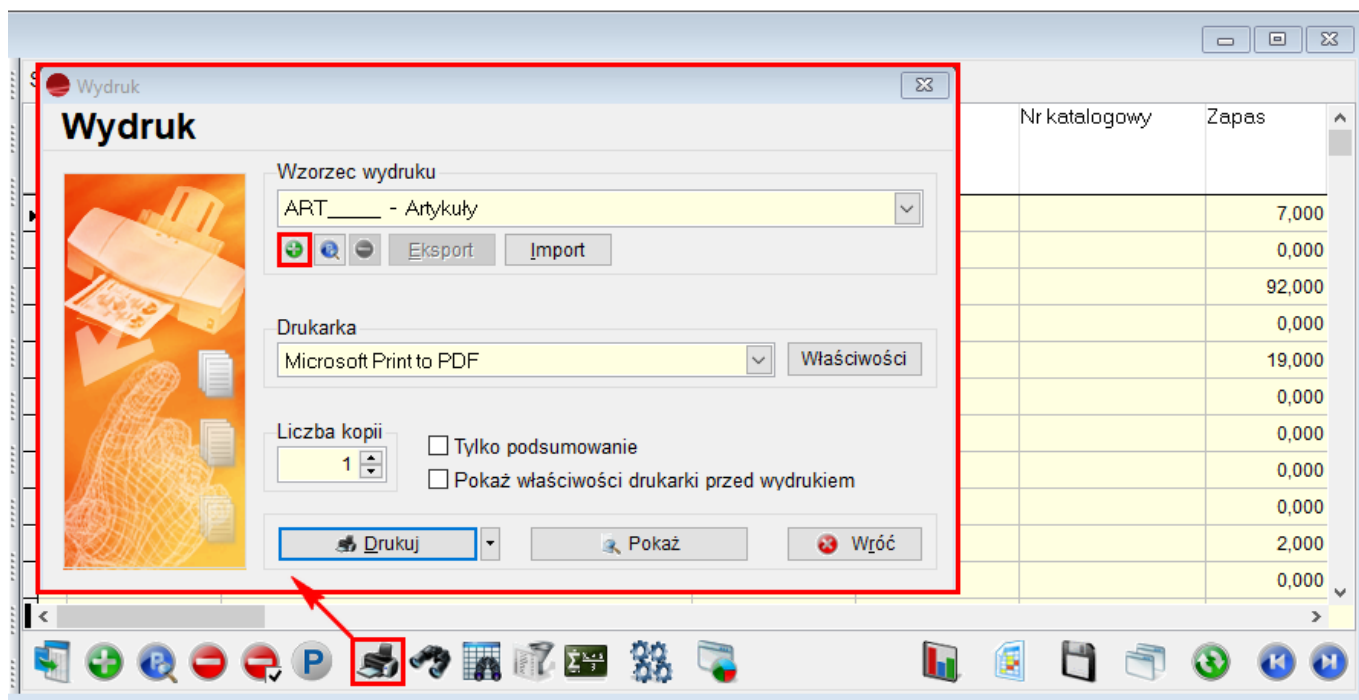 S
Wydruk
Wydruk
Nr katalogowy Zapas
Wzorzec wydruku
ART_____ - Artykuły
Eksport Import
Drukarka
Microsoft Print to PDF Właściwości
Liczba kopii
1
Tylko podsumowanie
Pokaż właściwości drukarki przed wydrukiem
Drukuj Pokaż Wróć
7,000
0,000
92,000
0,000
19,000
0,000
0,000
0,000
0,000
2,000
0,000
P P